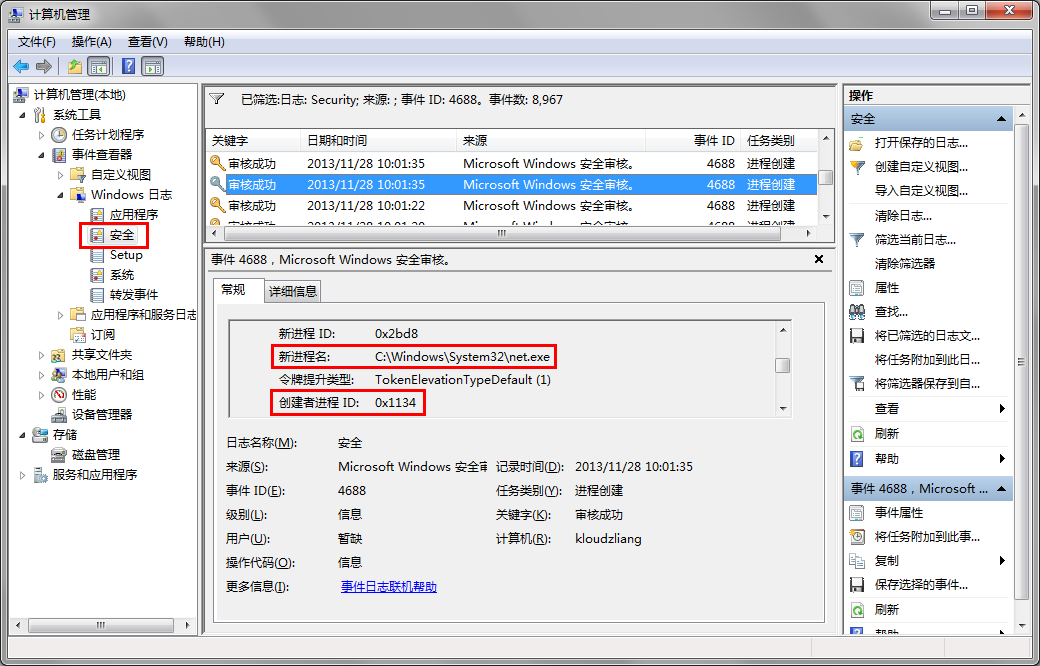 计算机管理
文件(F) 操作(A) 查看(V) 帮助(H)
计算机管理(本地)
系统工具
任务计划程序
事件查看器
自定义视图
Windows 日志
应用程序
安全
Setup
系统
转发事件
应用程序和服务日志
订阅
共享文件夹
本地用户和组
性能
设备管理器
存储
磁盘管理
服务和应用程序
已筛选:日志: Security; 来源: ; 事件 ID: 4688。事件数: 8,967
关键字 日期和时间 来源 事件 ID 任务类别
审核成功 2013/11/28 10:01:35 Microsoft Windows 安全审核。 4688 进程创建
审核成功 2013/11/28 10:01:35 Microsoft Windows 安全审核。 4688 进程创建
审核成功 2013/11/28 10:01:22 Microsoft Windows 安全审核。 4688 进程创建
事件 4688，Microsoft Windows 安全审核。
常规 详细信息
新进程 ID: 0x2bd8
新进程名: C:\Windows\System32\net.exe
令牌提升类型: TokenElevationTypeDefault (1)
创建者进程 ID: 0x1134
日志名称(M): 安全
来源(S): Microsoft Windows 安全审 记录时间(D): 2013/11/28 10:01:35
事件 ID(E): 4688 任务类别(Y): 进程创建
级别(L): 信息 关键字(K): 审核成功
用户(U): 暂缺 计算机(R): kloudzliang
操作代码(O): 信息
更多信息(I): 事件日志联机帮助
操作
安全
打开保存的日志...
创建自定义视图...
导入自定义视图...
清除日志...
筛选当前日志...
清除筛选器
属性
查找...
将已筛选的日志文...
将任务附加到此日...
将筛选器保存到自...
查看
刷新
帮助
事件 4688，Microsoft ...
事件属性
将任务附加到此事...
复制
保存选择的事件...
刷新
帮助